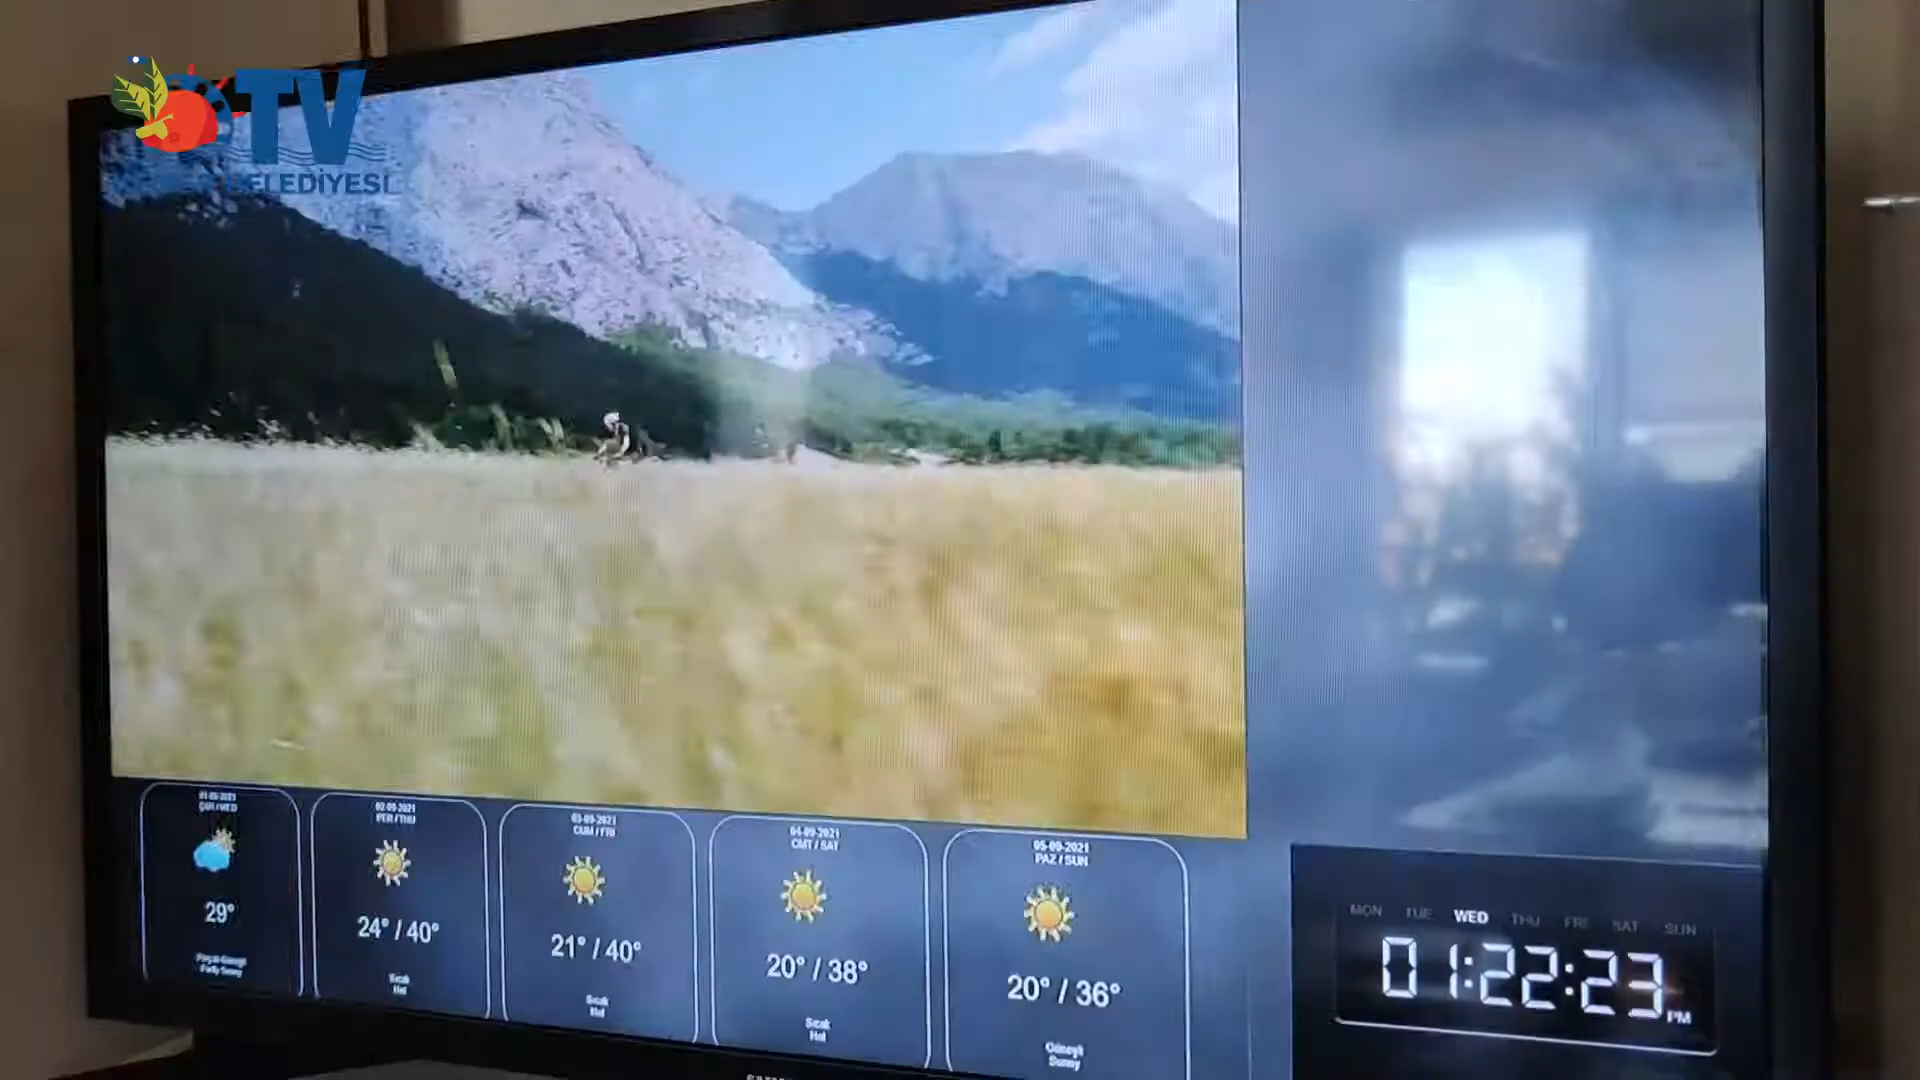 TV
BELEDİYESİ
01-09-2021
ÇAR / WED
29°
Parçalı Güneşli
Partly Sunny
02-09-2021
PER / THU
24° / 40°
Sıcak
Hot
03-09-2021
CUM / FRI
21° / 40°
Sıcak
Hot
04-09-2021
CMT / SAT
20° / 38°
Sıcak
Hot
05-09-2021
PAZ / SUN
20° / 36°
Güneşli
Sunny
MON TUE WED THU FRI SAT SUN
01:22:23 PM